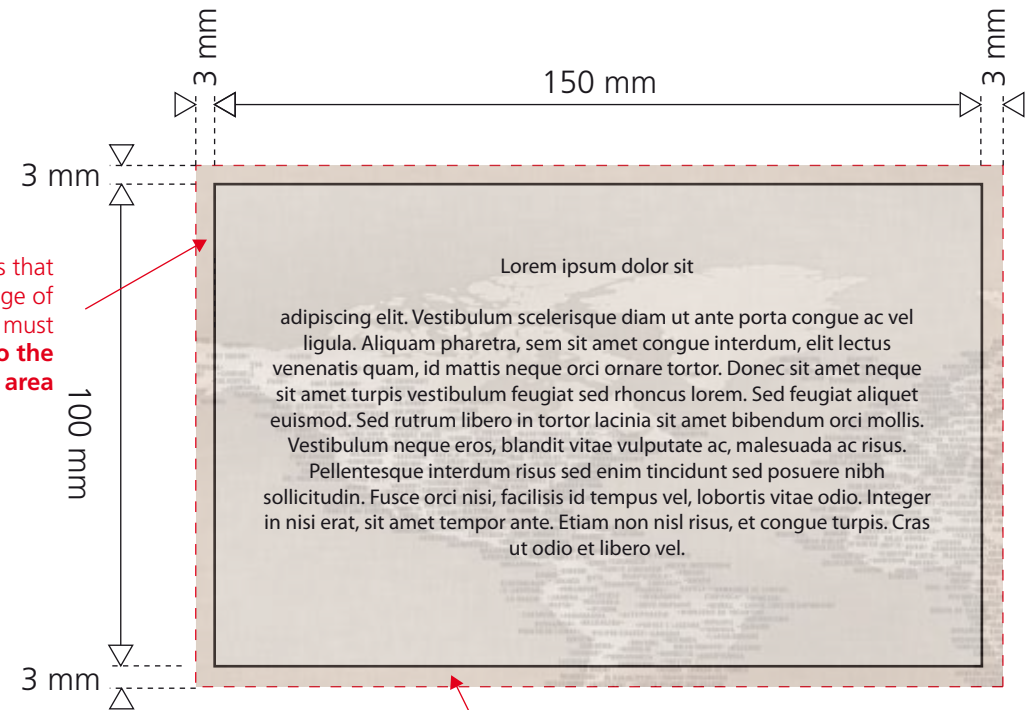 3 mm
150 mm
3 mm
3 mm
s that
ge of
must
o the
area
100 mm
Lorem ipsum dolor sit
adipiscing elit. Vestibulum scelerisque diam ut ante porta congue ac vel
ligula. Aliquam pharetra, sem sit amet congue interdum, elit lectus
venenatis quam, id mattis neque orci ornare tortor. Donec sit amet neque
sit amet turpis vestibulum feugiat sed rhoncus lorem. Sed feugiat aliquet
euismod. Sed rutrum libero in tortor lacinia sit amet bibendum orci mollis.
Vestibulum neque eros, blandit vitae vulputate ac, malesuada ac risus.
Pellentesque interdum risus sed enim tincidunt sed posuere nibh
sollicitudin. Fusce orci nisi, facilisis id tempus vel, lobortis vitae odio. Integer
in nisi erat, sit amet tempor ante. Etiam non nisl risus, et congue turpis. Cras
ut odio et libero vel.
3 mm